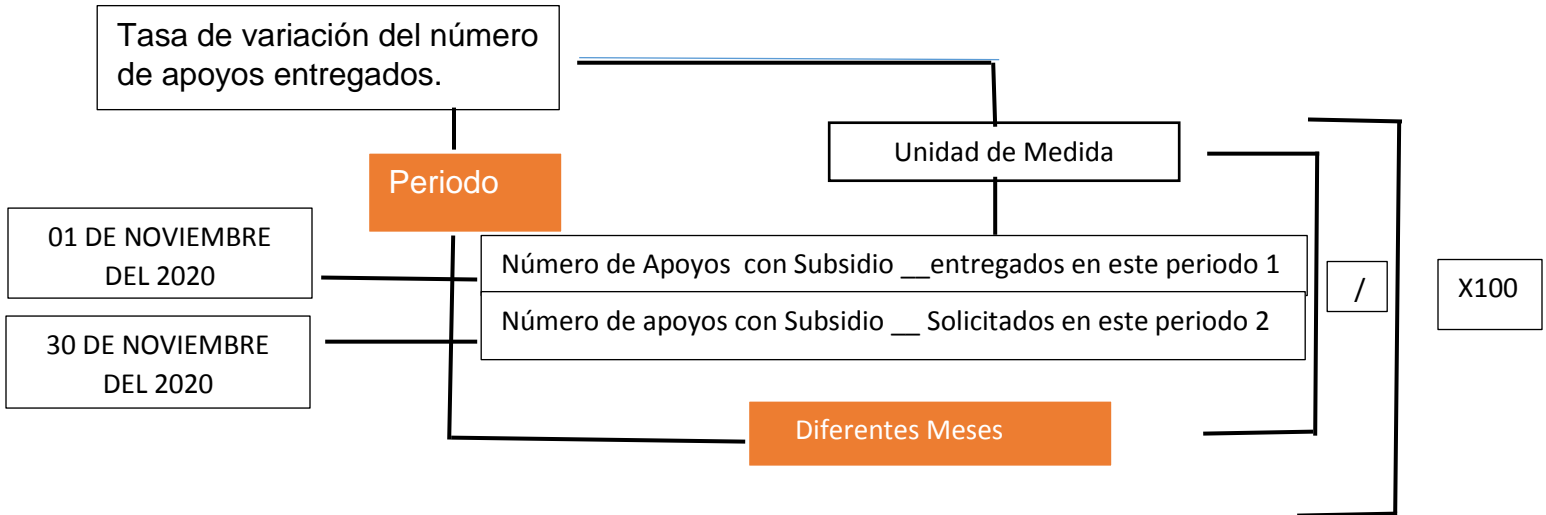 Tasa de variación del número
de apoyos entregados.
Unidad de Medida
Periodo
01 DE NOVIEMBRE
DEL 2020
Número de Apoyos con Subsidio __entregados en este periodo 1
/
X100
Número de apoyos con Subsidio __ Solicitados en este periodo 2
30 DE NOVIEMBRE
DEL 2020
Diferentes Meses